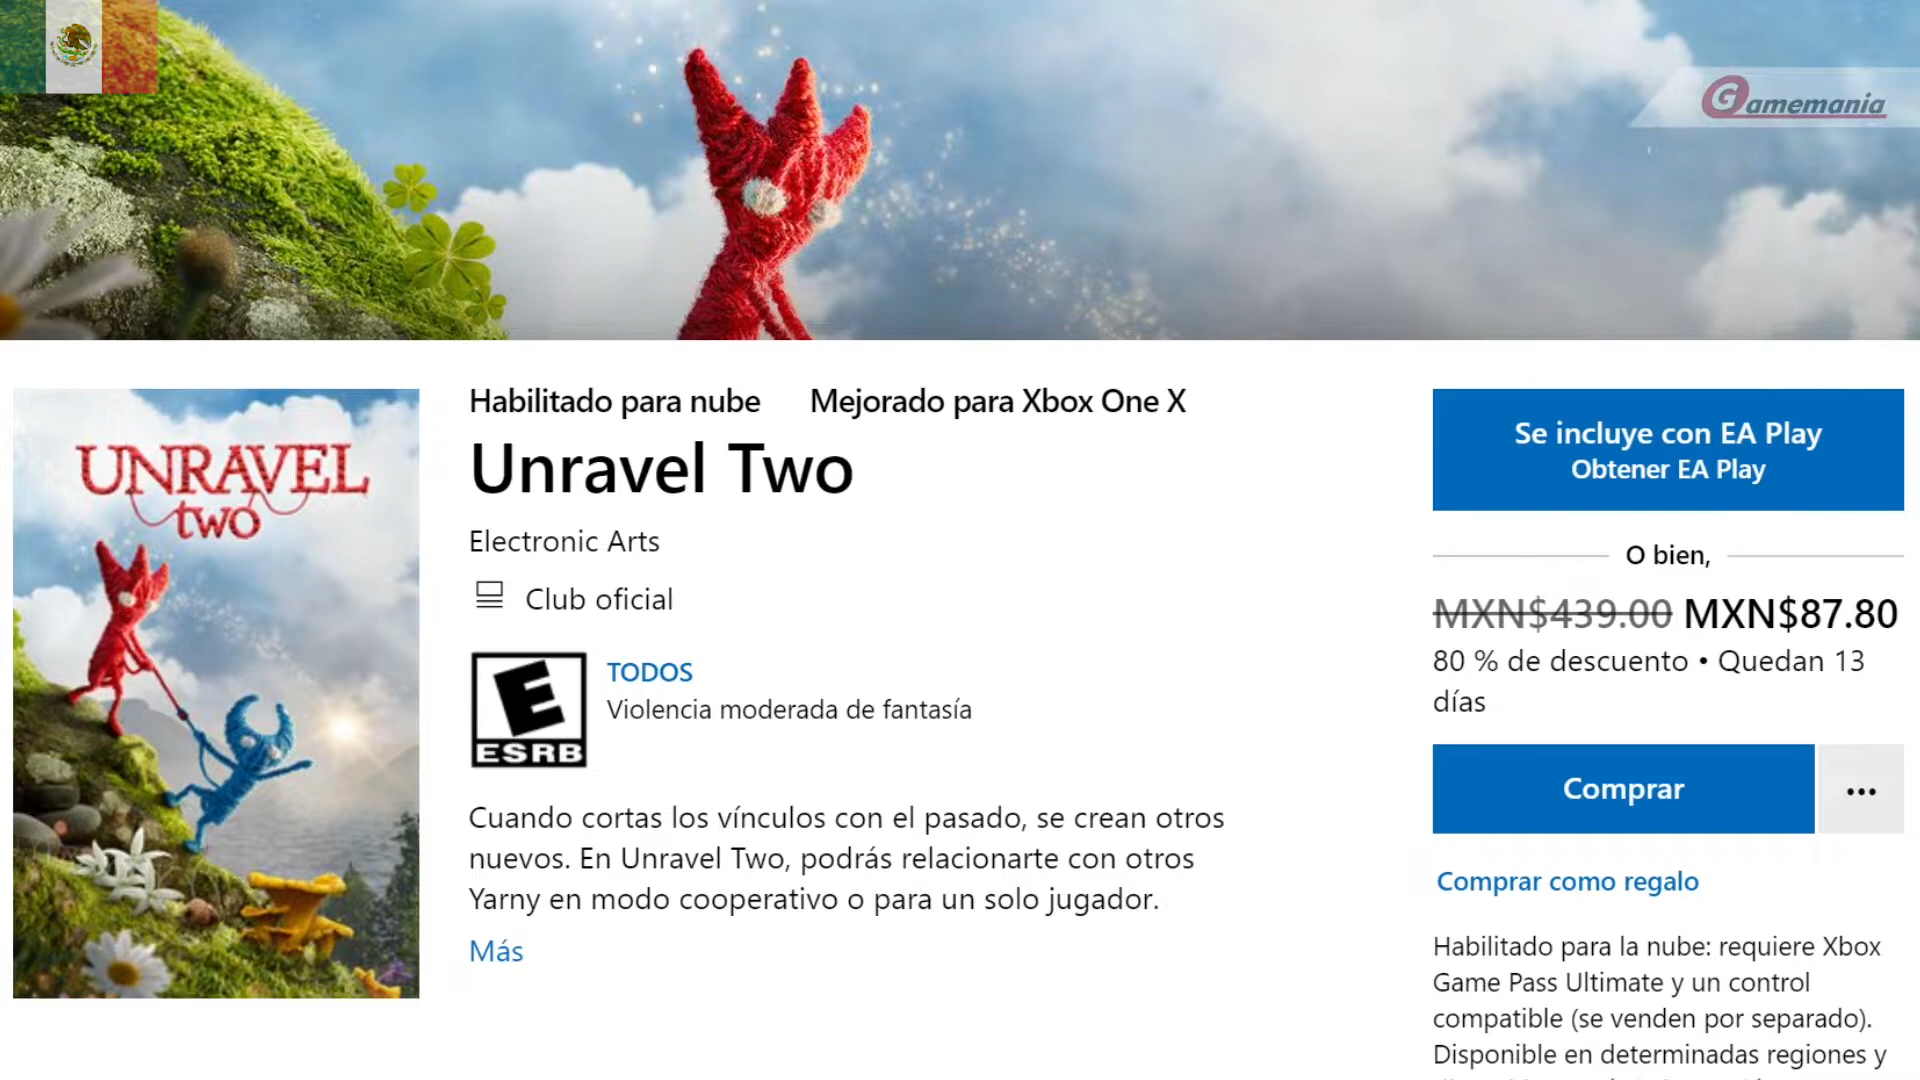 Gamemania
Habilitado para nube
Mejorado para Xbox One X
Unravel Two
Electronic Arts
Club oficial
UNRAVEL
two
E
ESRB
TODOS
Violencia moderada de fantasía
Cuando cortas los vínculos con el pasado, se crean otros
nuevos. En Unravel Two, podrás relacionarte con otros
Yarny en modo cooperativo o para un solo jugador.
Más
Se incluye con EA Play
Obtener EA Play
O bien,
MXN$439.00 MXN$87.80
80 % de descuento • Quedan 13
días
Comprar
...
Comprar como regalo
Habilitado para la nube: requiere Xbox
Game Pass Ultimate y un control
compatible (se venden por separado).
Disponible en determinadas regiones y